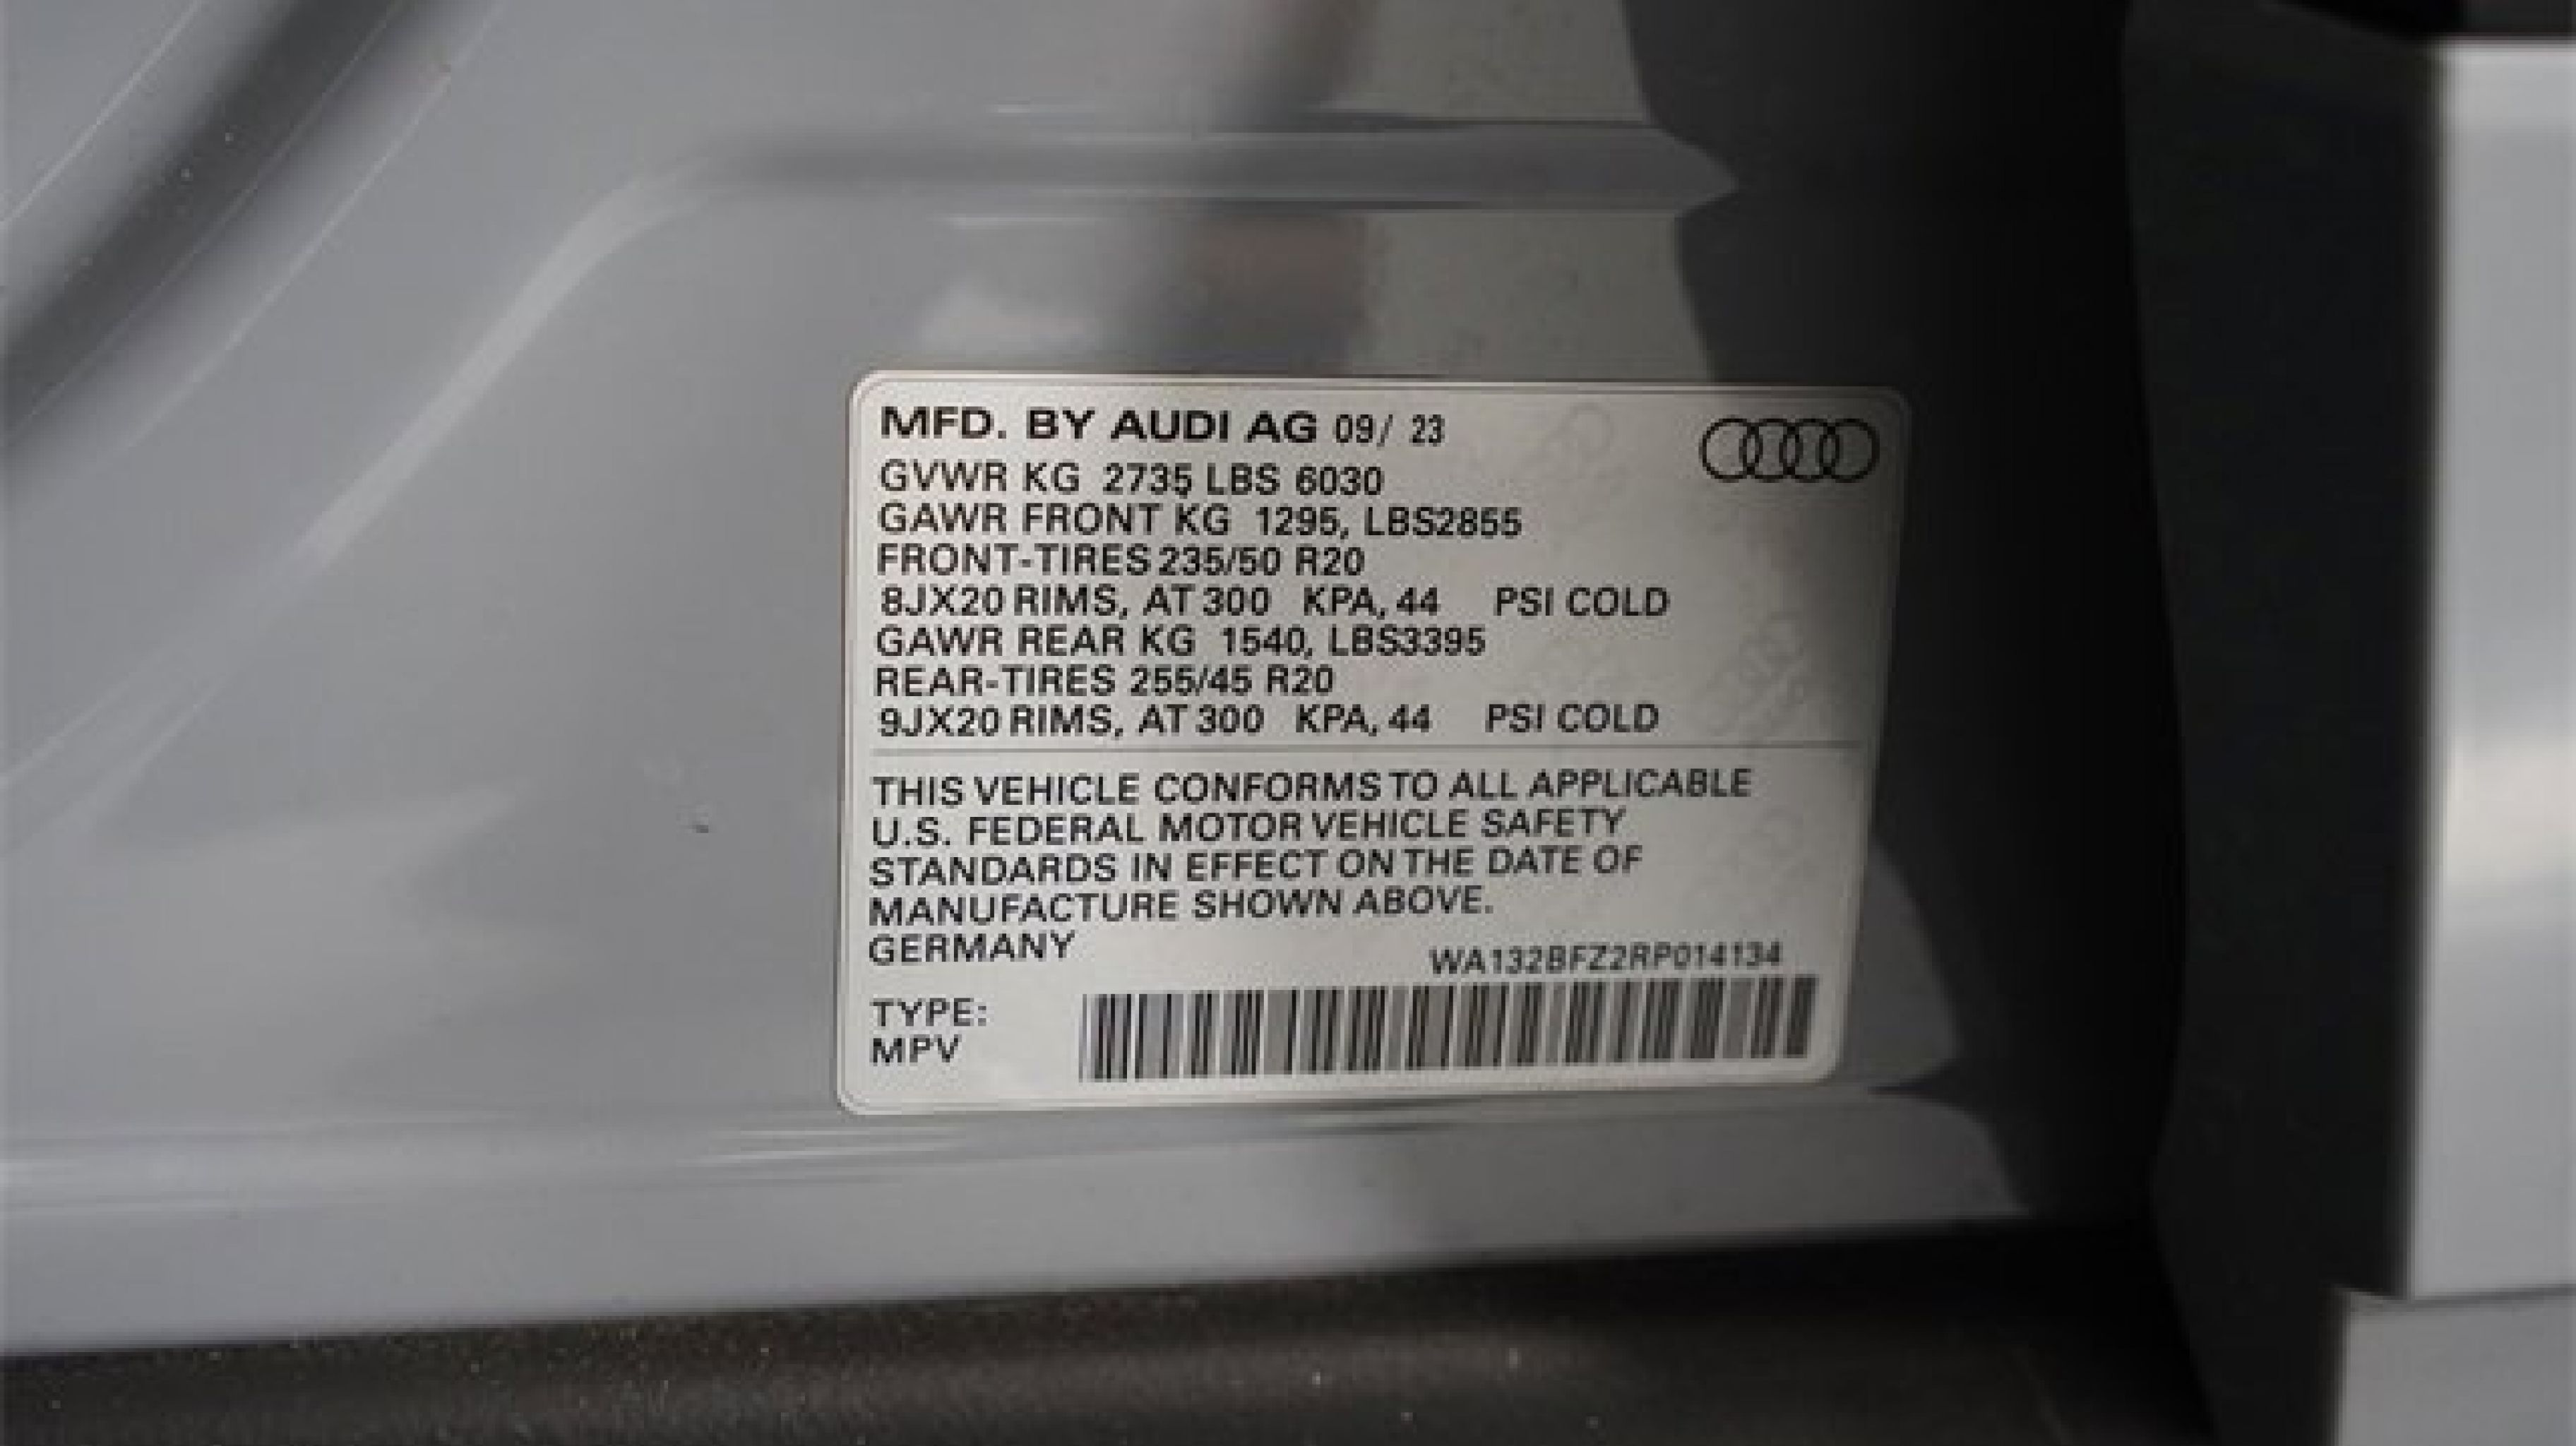 MFD. BY AUDI AG 09/ 23
GVWR KG 2735 LBS 6030
GAWR FRONT KG 1295, LBS2855
FRONT-TIRES 235/50 R20
8JX20 RIMS, AT 300 KPA, 44 PSI COLD
GAWR REAR KG 1540, LBS3395
REAR-TIRES 255/45 R20
9JX20 RIMS, AT 300 KPA, 44 PSI COLD
THIS VEHICLE CONFORMS TO ALL APPLICABLE
U.S. FEDERAL MOTOR VEHICLE SAFETY
STANDARDS IN EFFECT ON THE DATE OF
MANUFACTURE SHOWN ABOVE.
GERMANY
WA132BFZ2RP014134
TYPE:
MPV